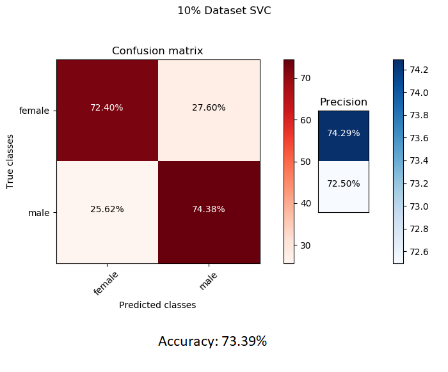 10% Dataset SVC
Confusion matrix
True classes
female
male
72.40%
27.60%
25.62%
74.38%
female
male
Predicted classes
70
60
50
40
30
Precision
74.29%
72.50%
74.2
74.0
73.8
73.6
73.4
73.2
73.0
72.8
72.6
Accuracy: 73.39%